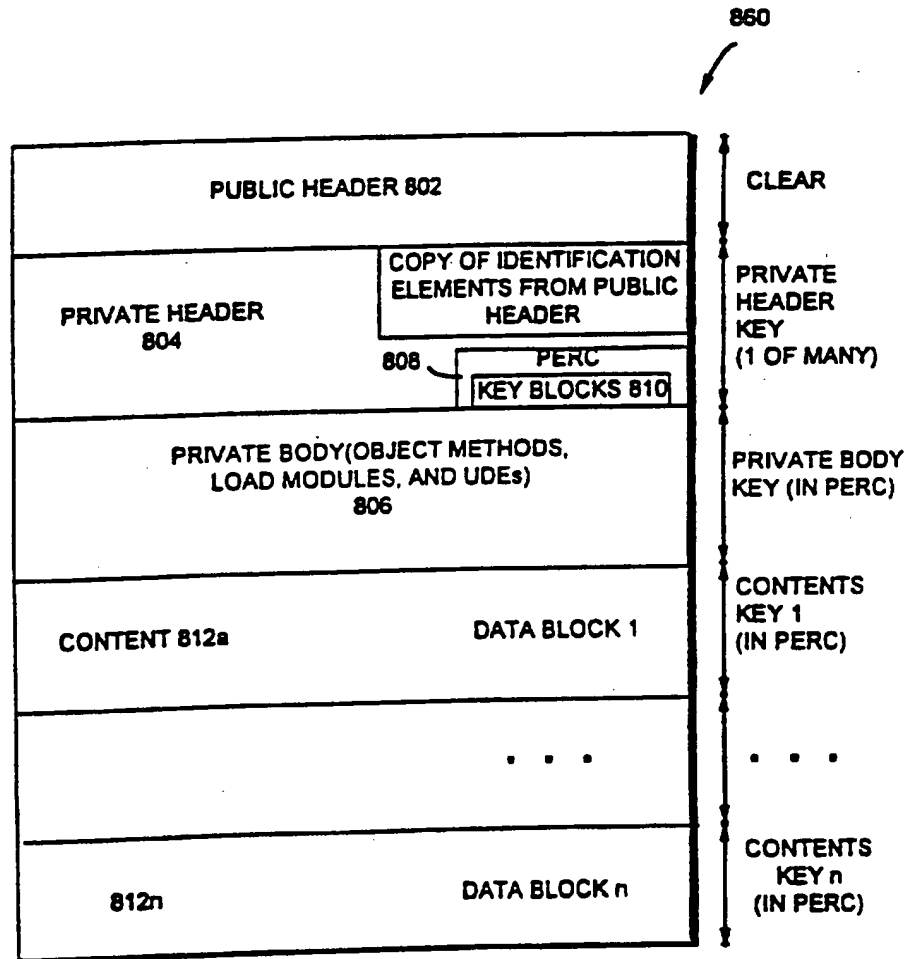 860
PUBLIC HEADER 802
CLEAR
PRIVATE HEADER
804
COPY OF IDENTIFICATION
ELEMENTS FROM PUBLIC
HEADER
808
PERC
KEY BLOCKS 810
PRIVATE
HEADER
KEY
(1 OF MANY)
PRIVATE BODY(OBJECT METHODS,
LOAD MODULES, AND UDEs)
806
PRIVATE BODY
KEY (IN PERC)
CONTENT 812a
DATA BLOCK 1
CONTENTS
KEY 1
(IN PERC)
. . .
. . .
812n
DATA BLOCK n
CONTENTS
KEY n
(IN PERC)